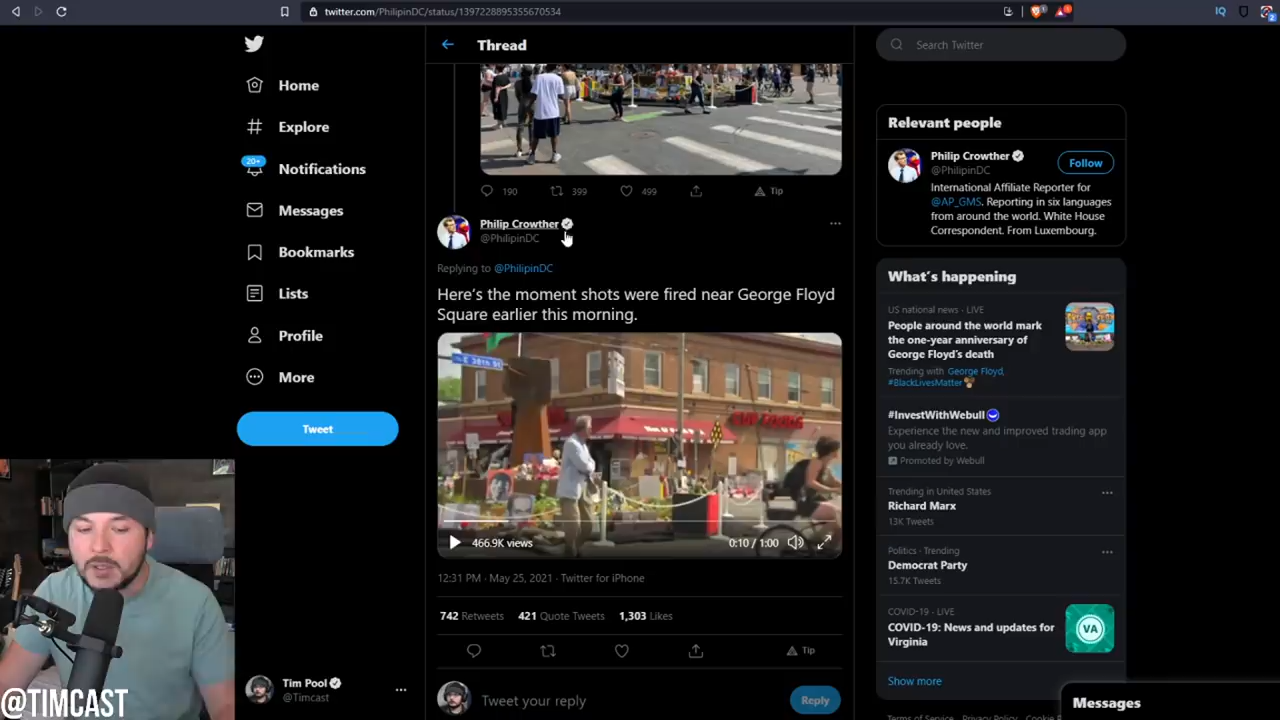 twitter.com/PhilipinDC/status/1397228895355670534
IQ
2
Home
Explore
20+
Notifications
Messages
Bookmarks
Lists
Profile
More
Tweet
Tim Pool
@Timcast
@TIMCAST
Thread
190
399
499
Tip
Philip Crowther
@PhilipinDC
Replying to @PhilipinDC
Here's the moment shots were fired near George Floyd
Square earlier this morning.
E 38th St
CUP FOODS
466.9K views
0:10 / 1:00
12:31 PM · May 25, 2021 · Twitter for iPhone
742 Retweets 421 Quote Tweets 1,303 Likes
Tip
Tweet your reply
Reply
Search Twitter
Relevant people
Philip Crowther
@PhilipinDC
Follow
International Affiliate Reporter for
@AP_GMS. Reporting in six languages
from around the world. White House
Correspondent. From Luxembourg.
What's happening
US national news · LIVE
People around the world mark
the one-year anniversary of
George Floyd's death
Trending with George Floyd,
#BlackLivesMatter
#InvestWithWebull
Experience the new and improved trading app
you already love.
Promoted by Webull
Trending in United States
Richard Marx
13K Tweets
Politics · Trending
Democrat Party
15.7K Tweets
COVID-19 · LIVE
COVID-19: News and updates for
Virginia
VA
Show more
Messages